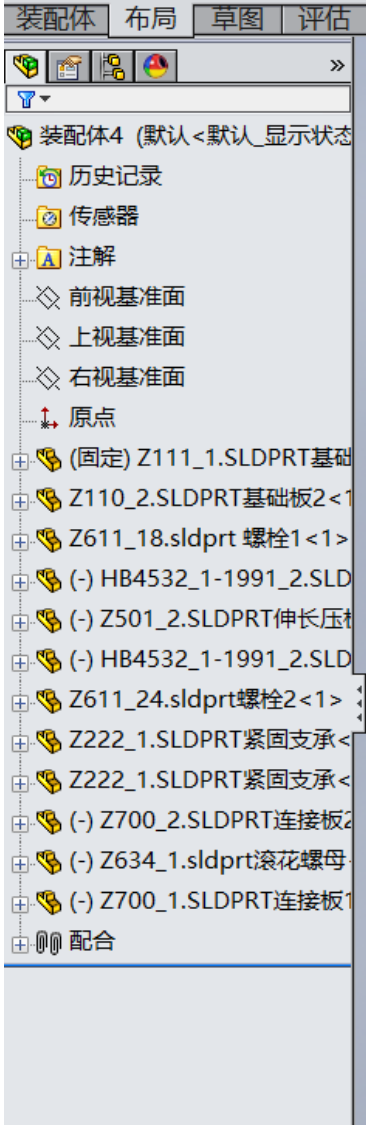 装配体 布局 草图 评估
»
装配体4 (默认<默认_显示状态
历史记录
传感器
A 注解
前视基准面
上视基准面
右视基准面
原点
(固定) Z111_1.SLDPRT基础
Z110_2.SLDPRT基础板2<1
Z611_18.sldprt 螺栓1<1>
(-) HB4532_1-1991_2.SLD
(-) Z501_2.SLDPRT伸长压
(-) HB4532_1-1991_2.SLD
Z611_24.sldprt螺栓2<1>
Z222_1.SLDPRT紧固支承<
Z222_1.SLDPRT紧固支承<
(-) Z700_2.SLDPRT连接板2
(-) Z634_1.sldprt滚花螺母
(-) Z700_1.SLDPRT连接板1
配合